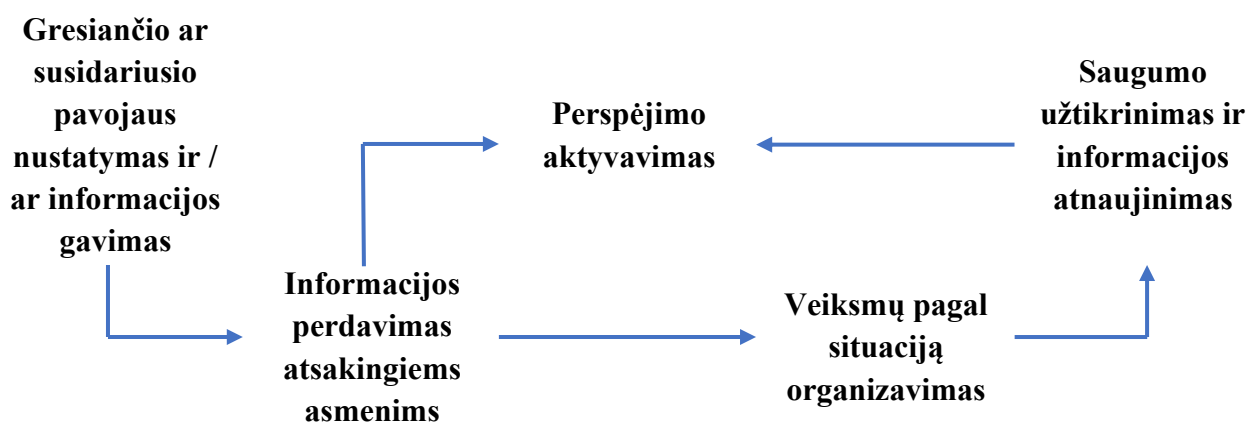 Gresiančio ar
susidariusio
pavojaus
nustatymas ir /
ar informacijos
gavimas
Informacijos
perdavimas
atsakingiems
asmenims
Perspėjimo
aktyvavimas
Veiksmų pagal
situaciją
organizavimas
Saugumo
užtikrinimas ir
informacijos
atnaujinimas